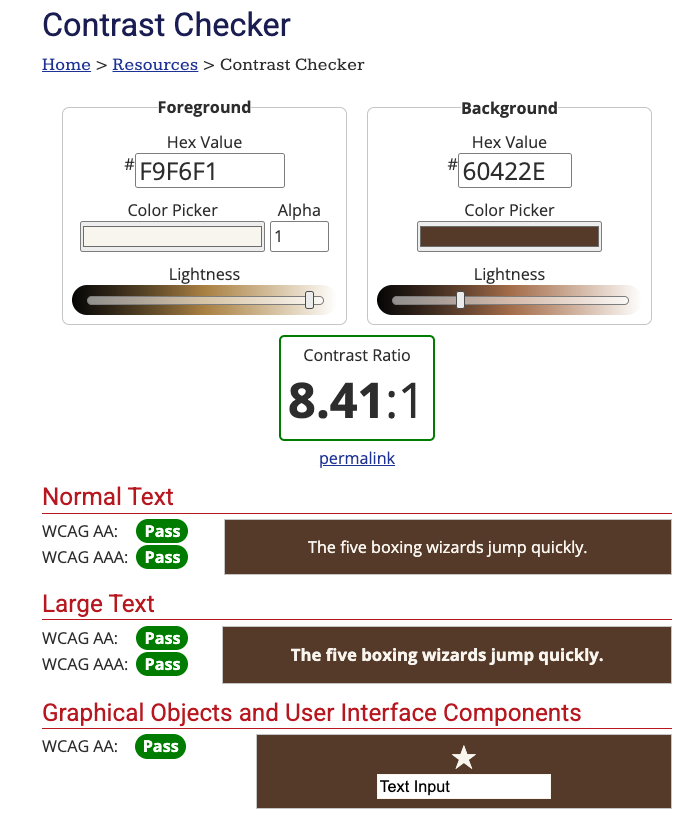 Contrast Checker
Home > Resources > Contrast Checker
Foreground
Hex Value
# F9F6F1
Color Picker
Alpha
1
Lightness
Background
Hex Value
# 60422E
Color Picker
Lightness
Contrast Ratio
8.41:1
permalink
Normal Text
WCAG AA: Pass
WCAG AAA: Pass
The five boxing wizards jump quickly.
Large Text
WCAG AA: Pass
WCAG AAA: Pass
The five boxing wizards jump quickly.
Graphical Objects and User Interface Components
WCAG AA: Pass
Text Input